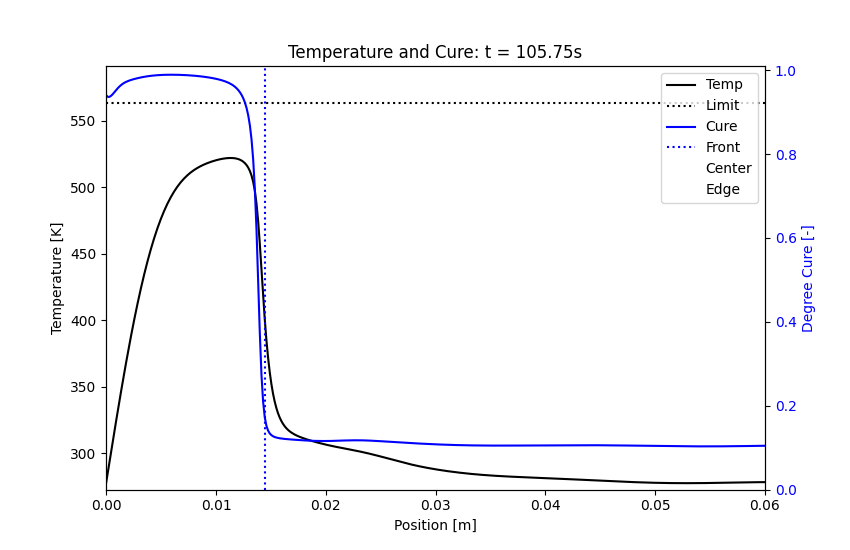 Temperature and Cure: t = 105.75s
Temperature [K]
550
500
450
400
350
300
Temp
Limit
Cure
Front
Center
Edge
1.0
0.8
0.6
0.4
0.2
0.0
Degree Cure [-]
0.00 0.01 0.02 0.03 0.04 0.05 0.06
Position [m]